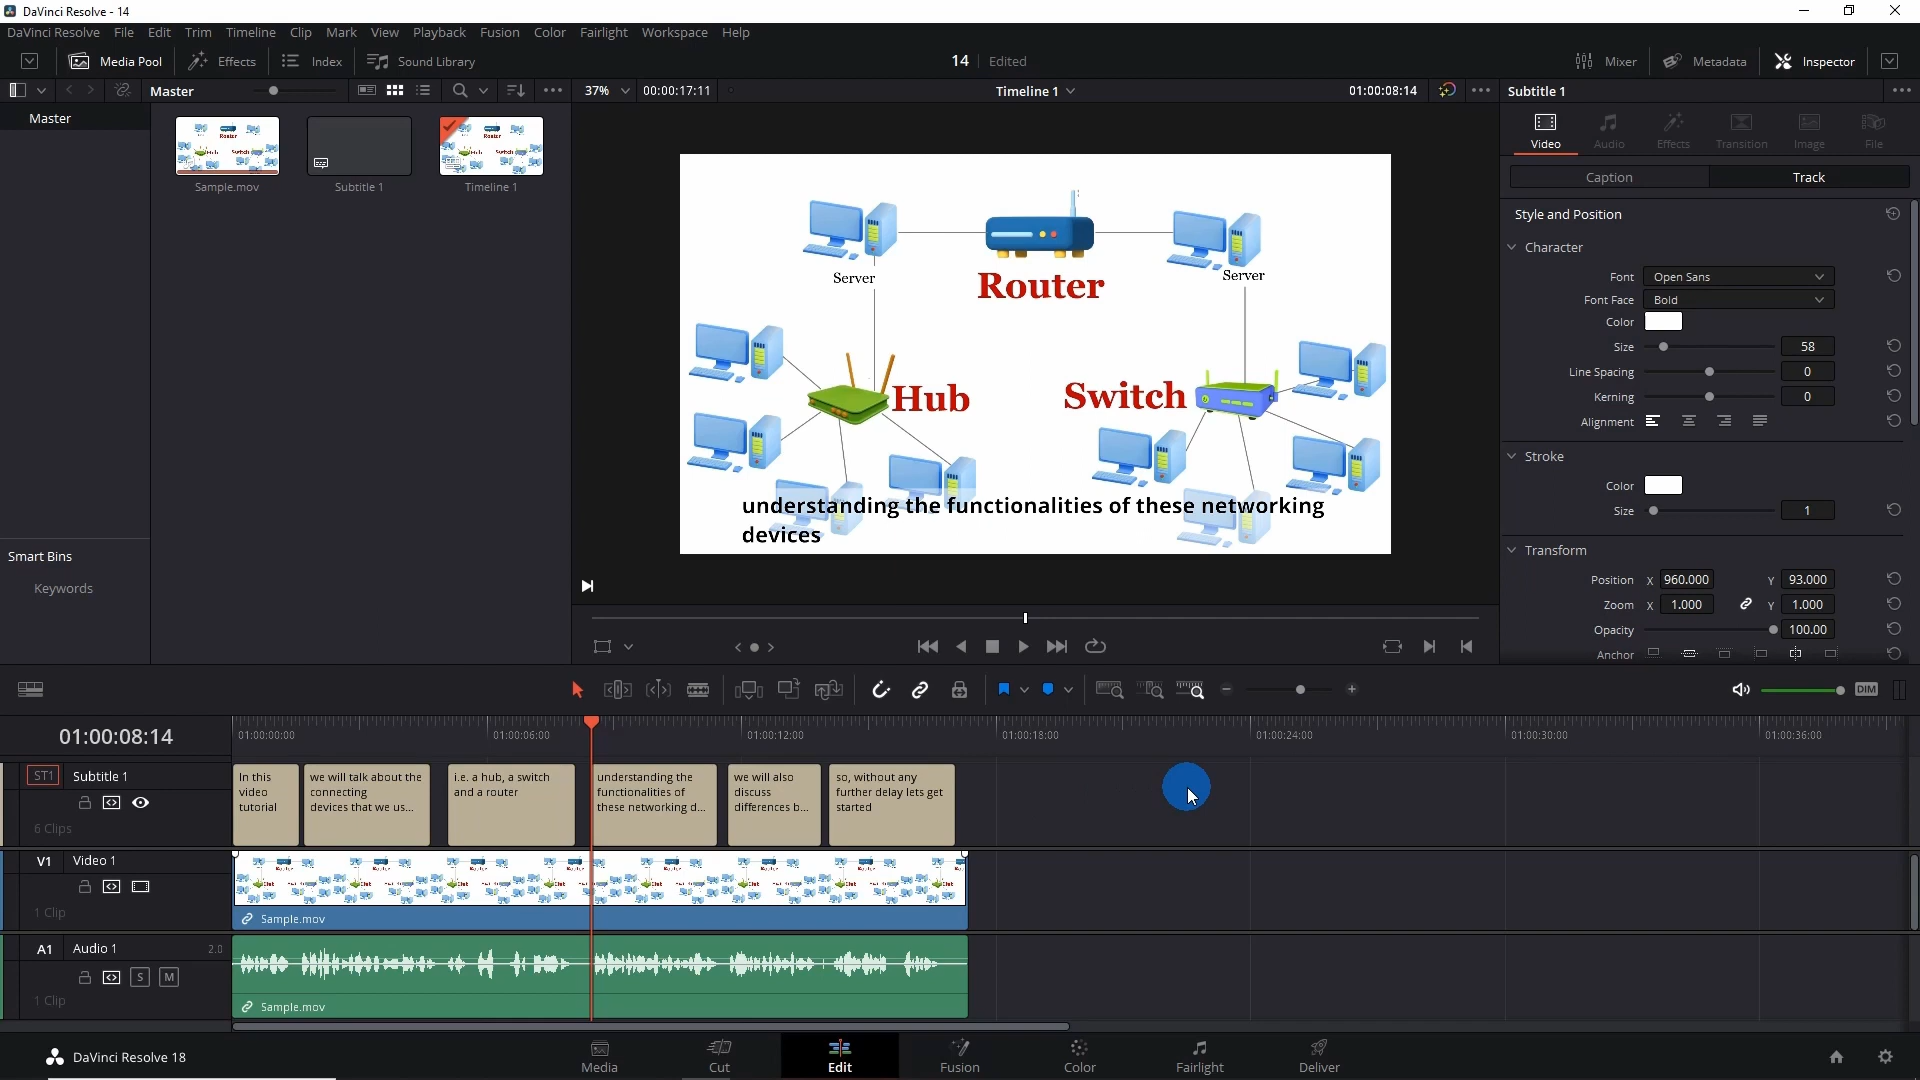 DaVinci Resolve - 14
DaVinci Resolve File Edit Trim Timeline Clip Mark View Playback Fusion Color Fairlight Workspace Help
Media Pool Effects Index Sound Library 14 Edited Mixer Metadata Inspector
Master 37% 00:00:17:11 Timeline 1 01:00:08:14 Subtitle 1
Master
Sample.mov Subtitle 1 Timeline 1
Video Audio Effects Transition Image File
Caption Track
Style and Position
Character
Font Open Sans
Font Face Bold
Color
Size 58
Line Spacing 0
Kerning 0
Alignment
Stroke
Color
Size 1
Transform
Position X 960.000 Y 93.000
Zoom X 1.000 Y 1.000
Opacity 100.00
Anchor
Server Server
Router
Hub Switch
understanding the functionalities of these networking
devices
Smart Bins
Keywords
DIM
01:00:08:14 01:00:00:00 01:00:06:00 01:00:12:00 01:00:18:00 01:00:24:00 01:00:30:00 01:00:36:00
ST1 Subtitle 1
6 Clips
In this
video
tutorial
we will talk about the
connecting
devices that we us...
i.e. a hub, a switch
and a router
understanding the
functionalities of
these networking d...
we will also
discuss
differences b...
so, without any
further delay lets get
started
V1 Video 1
1 Clip
Sample.mov
A1 Audio 1 2.0
S M
1 Clip
Sample.mov
DaVinci Resolve 18
Media Cut Edit Fusion Color Fairlight Deliver